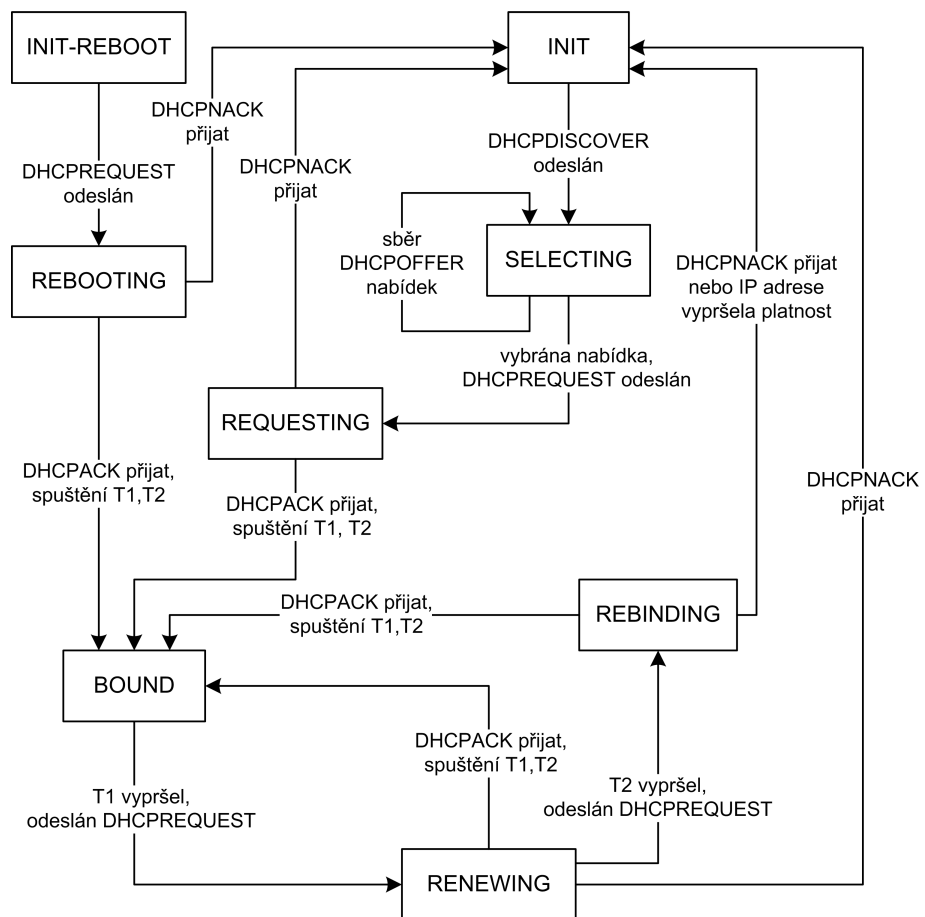 INIT-REBOOT
INIT
DHCPNACK
přijat
DHCPREQUEST
odeslán
DHCPNACK
přijat
DHCPDISCOVER
odeslán
sběr
DHCPOFFER
nabídek
SELECTING
REBOOTING
DHCPNACK přijat
nebo IP adrese
vypršela platnost
vybrána nabídka,
DHCPREQUEST odeslán
REQUESTING
DHCPACK přijat,
spuštění T1,T2
DHCPACK přijat,
spuštění T1, T2
DHCPNACK
přijat
DHCPACK přijat,
spuštění T1,T2
REBINDING
BOUND
DHCPACK přijat,
spuštění T1,T2
T1 vypršel,
odeslán DHCPREQUEST
T2 vypršel,
odeslán DHCPREQUEST
RENEWING